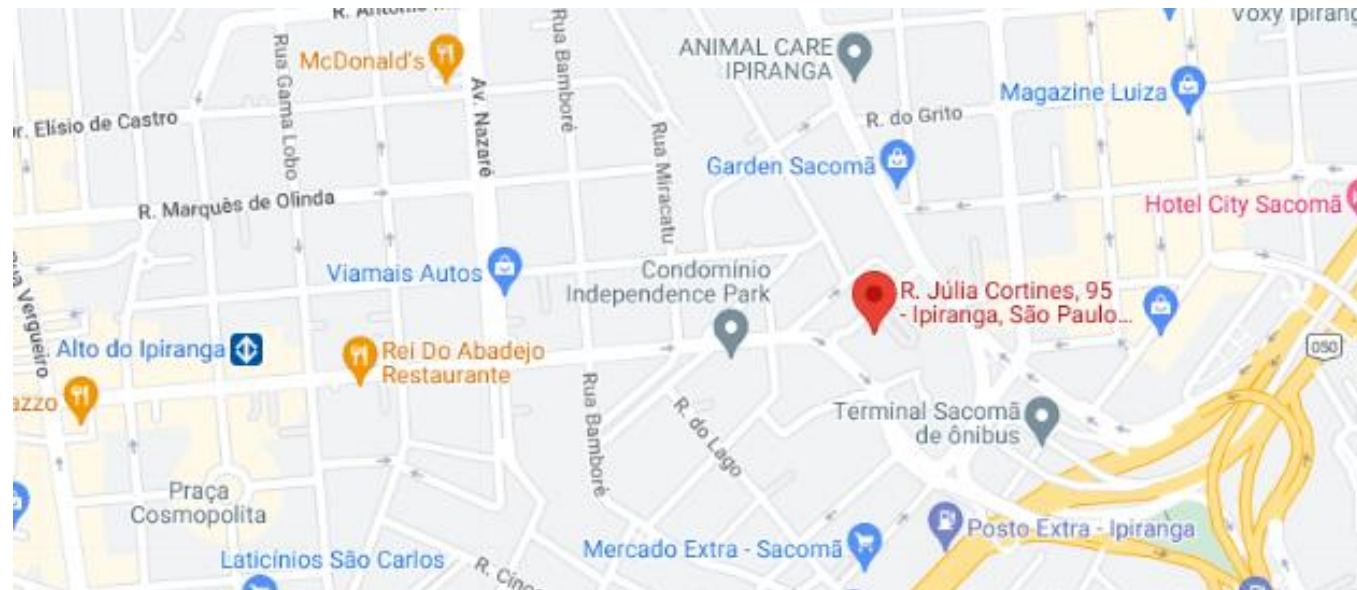 R. Antônio
Voxy Ipirang
McDonald's
ANIMAL CARE
IPIRANGA
Rua Gama Lobo
Av. Nazaré
Rua Bamboré
Magazine Luiza
r. Elísio de Castro
R. do Grito
Rua Miracatu
Garden Sacomã
R. Marquês de Olinda
Hotel City Sacomã
Viamais Autos
Condomínio
Independence Park
R. Júlia Cortines, 95
- Ipiranga, São Paulo...
Vergueiro
Alto do Ipiranga
Rei Do Abadejo
Restaurante
050
azzo
Rua Bamboré
R. do Lago
Terminal Sacomã
de ônibus
Praça
Cosmopolita
Posto Extra - Ipiranga
Mercado Extra - Sacomã
Laticínios São Carlos
R. Cinc